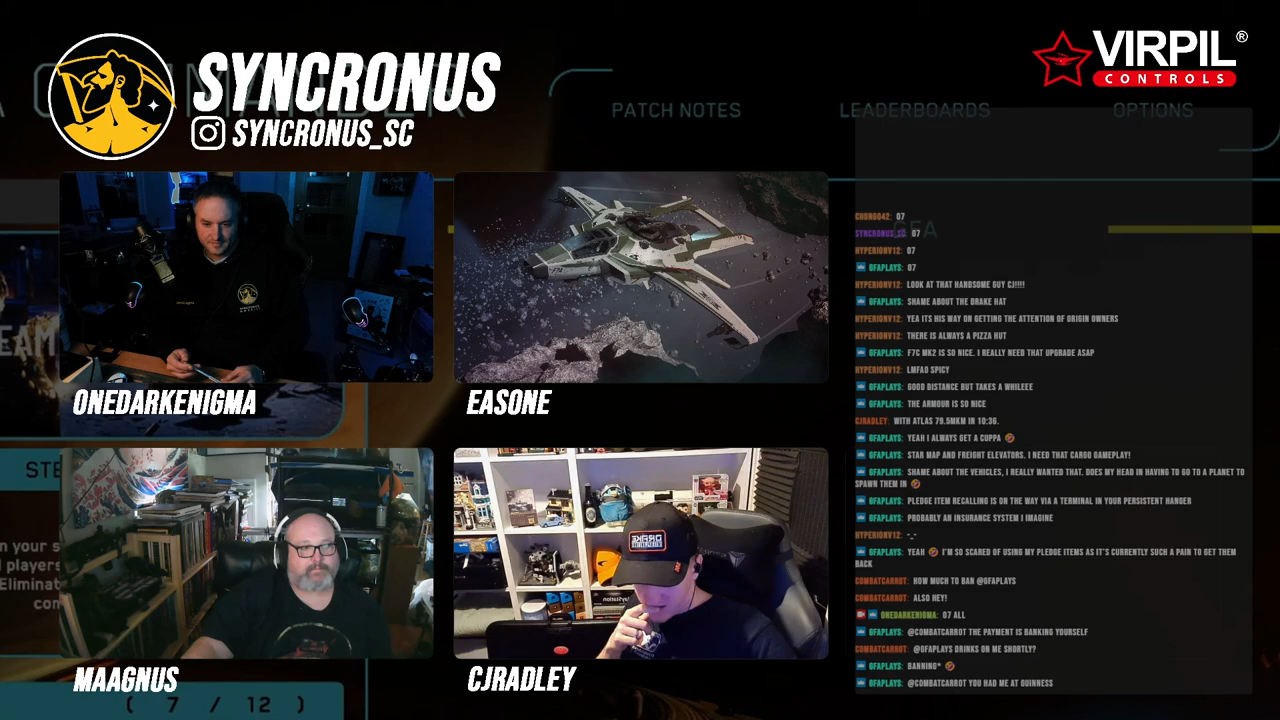 SYNCRONUS
SYNCRONUS_SC
VIRPIL®
CONTROLS
PATCH NOTES
LEADERBOARDS
OPTIONS
ONEDARKENIGMA
EASONE
MAAGNUS
CJRADLEY
( 7 / 12 )
CHONGO42: 07
SYNCRONUS_SC: 07
HYPERIONV12: 07
GFAPLAYS: 07
HYPERIONV12: LOOK AT THAT HANDSOME GUY CJ!!!!
GFAPLAYS: SHAME ABOUT THE DRAKE HAT
HYPERIONV12: YEA ITS HIS WAY ON GETTING THE ATTENTION OF ORIGIN OWNERS
HYPERIONV12: THERE IS ALWAYS A PIZZA HUT
GFAPLAYS: F7C MK2 IS SO NICE. I REALLY NEED THAT UPGRADE ASAP
HYPERIONV12: LMFAO SPICY
GFAPLAYS: GOOD DISTANCE BUT TAKES A WHILEEE
GFAPLAYS: THE ARMOUR IS SO NICE
CJRADLEY: WITH ATLAS 79.5MKM IN 10:36.
GFAPLAYS: YEAH I ALWAYS GET A CUPPA 🤣
GFAPLAYS: STAR MAP AND FREIGHT ELEVATORS. I NEED THAT CARGO GAMEPLAY!
GFAPLAYS: SHAME ABOUT THE VEHICLES, I REALLY WANTED THAT. DOES MY HEAD IN HAVING TO GO TO A PLANET TO
SPAWN THEM IN 🤣
GFAPLAYS: PLEDGE ITEM RECALLING IS ON THE WAY VIA A TERMINAL IN YOUR PERSISTENT HANGER
GFAPLAYS: PROBABLY AN INSURANCE SYSTEM I IMAGINE
HYPERIONV12: -_-
GFAPLAYS: YEAH 🤣 I'M SO SCARED OF USING MY PLEDGE ITEMS AS IT'S CURRENTLY SUCH A PAIN TO GET THEM
BACK
COMBATCARROT: HOW MUCH TO BAN @GFAPLAYS
COMBATCARROT: ALSO HEY!
ONEDARKENIGMA: 07 ALL
GFAPLAYS: @COMBATCARROT THE PAYMENT IS BANKING YOURSELF
COMBATCARROT: @GFAPLAYS DRINKS ON ME SHORTLY?
GFAPLAYS: BANNING* 🤣
GFAPLAYS: @COMBATCARROT YOU HAD ME AT GUINNESS